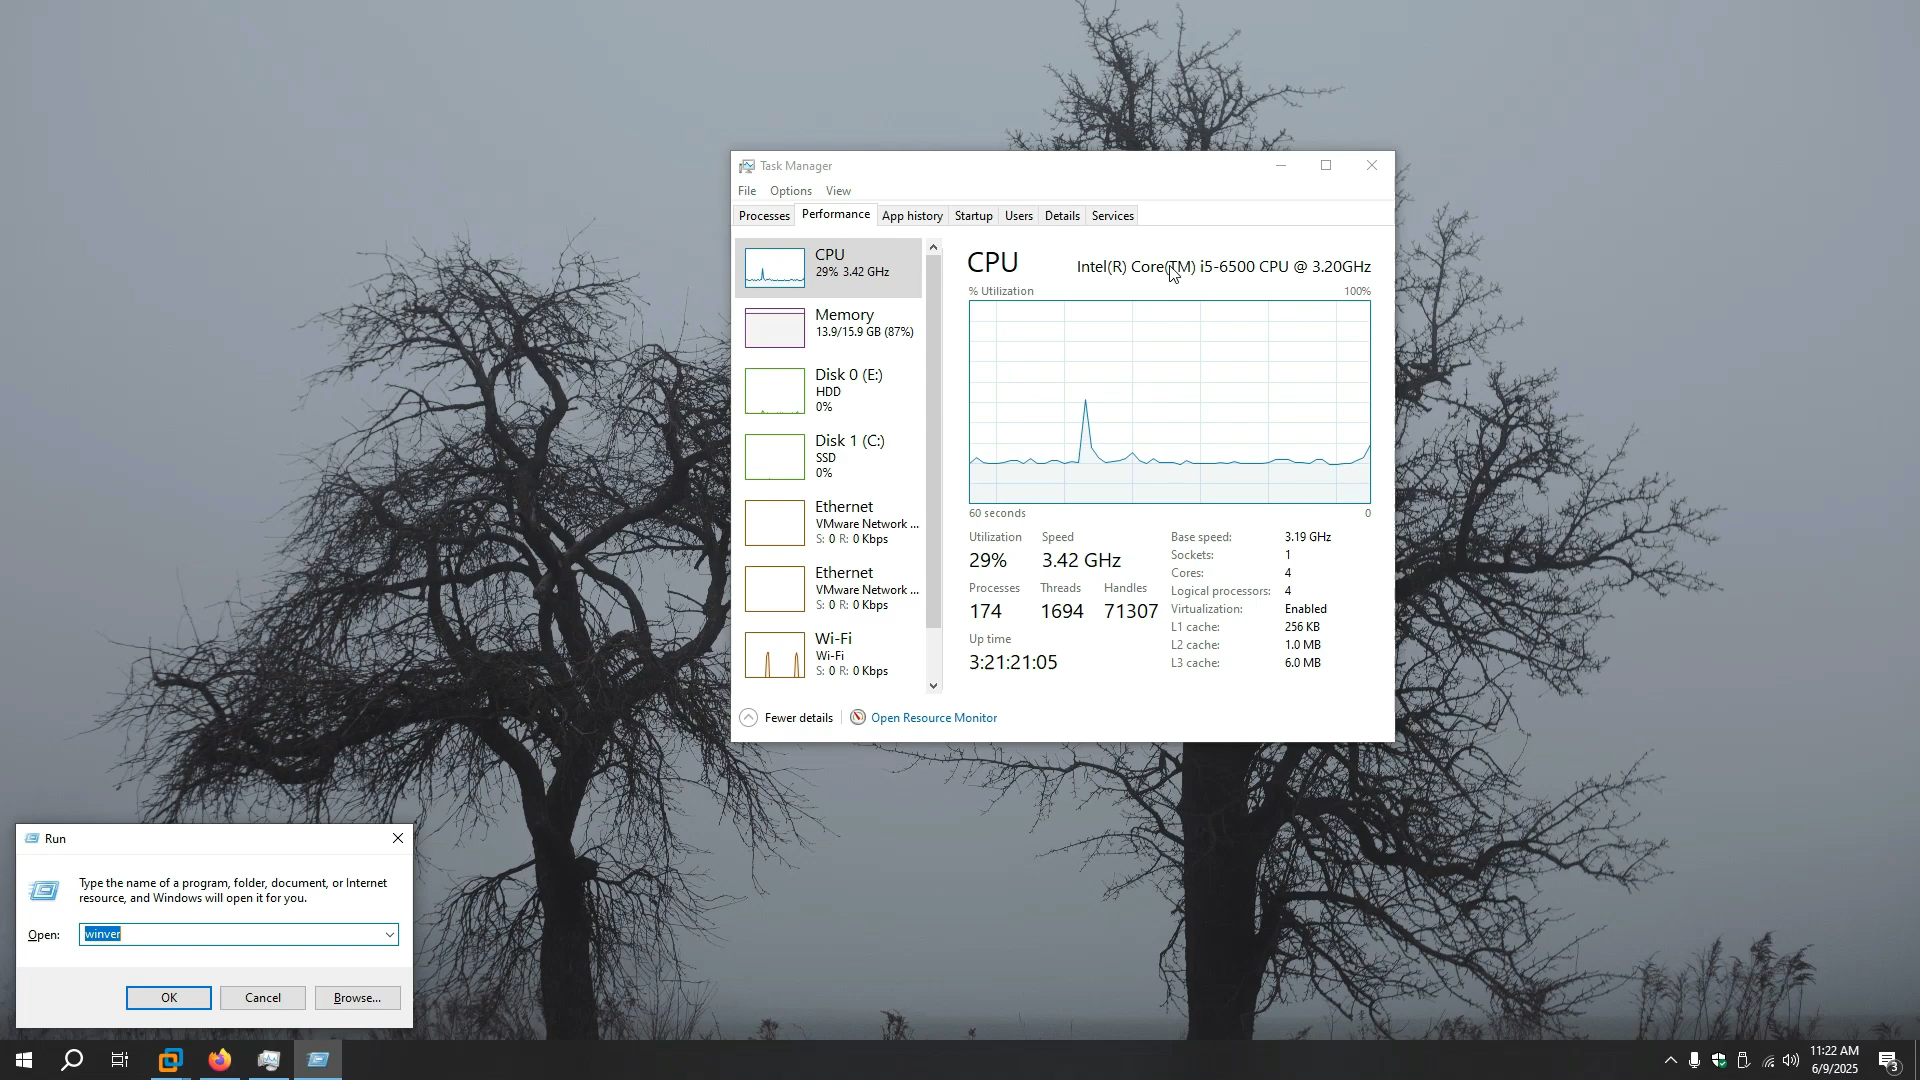 Task Manager
File Options View
Processes Performance App history Startup Users Details Services
CPU
29% 3.42 GHz
Memory
13.9/15.9 GB (87%)
Disk 0 (E:)
HDD
0%
Disk 1 (C:)
SSD
0%
Ethernet
VMware Network ...
S: 0 R: 0 Kbps
Ethernet
VMware Network ...
S: 0 R: 0 Kbps
Wi-Fi
Wi-Fi
S: 0 R: 0 Kbps
CPU Intel(R) Core(TM) i5-6500 CPU @ 3.20GHz
% Utilization 100%
60 seconds 0
Utilization Speed
29% 3.42 GHz
Processes Threads Handles
174 1694 71307
Up time
3:21:21:05
Base speed: 3.19 GHz
Sockets: 1
Cores: 4
Logical processors: 4
Virtualization: Enabled
L1 cache: 256 KB
L2 cache: 1.0 MB
L3 cache: 6.0 MB
Fewer details Open Resource Monitor
Run
Type the name of a program, folder, document, or Internet
resource, and Windows will open it for you.
Open: winver
OK Cancel Browse...
11:22 AM
6/9/2025
3